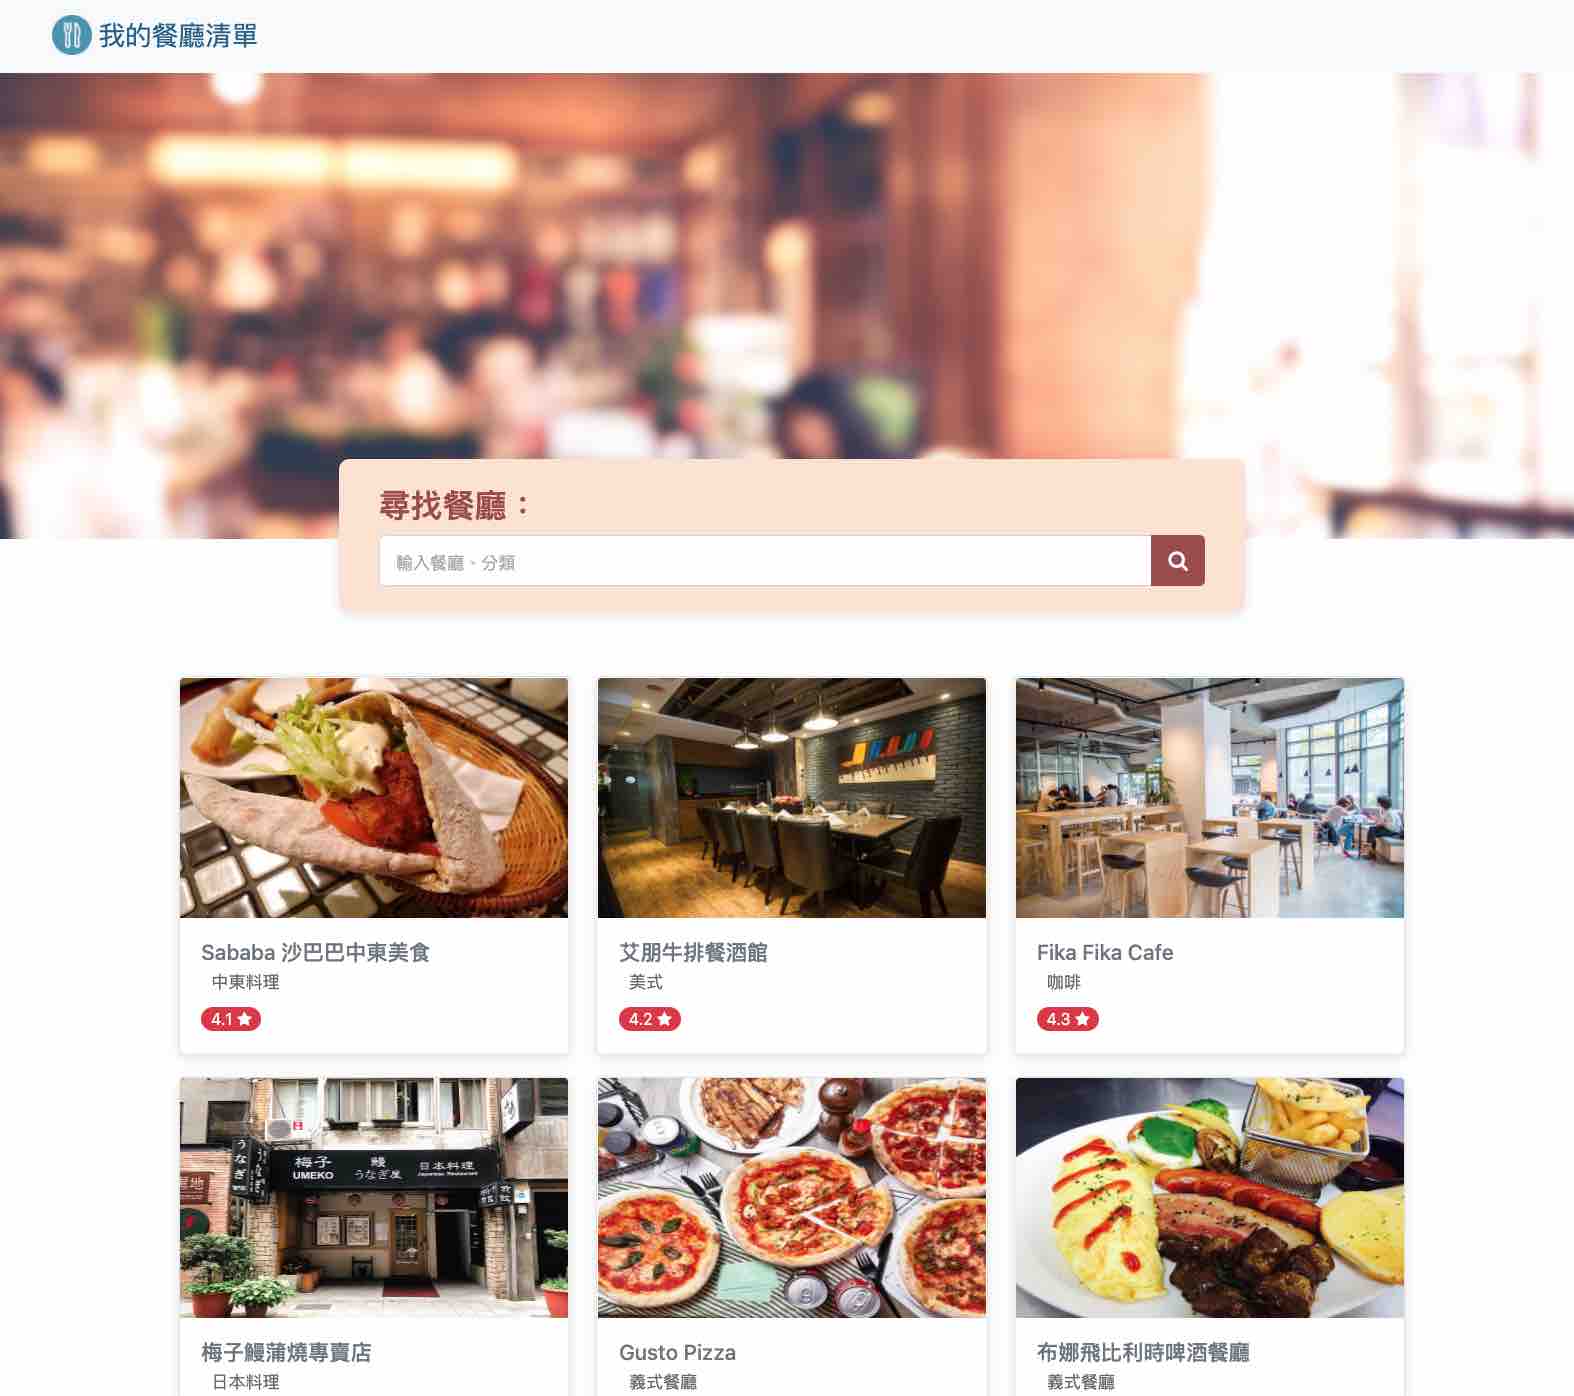 我的餐廳清單
尋找餐廳：
輸入餐廳、分類
Sababa 沙巴巴中東美食
中東料理
4.1
艾朋牛排餐酒館
美式
4.2
Fika Fika Cafe
咖啡
4.3
うなぎ
梅子 鰻 日本料理
UMEKO うなぎ屋 Japanese Restaurant
梅子鰻蒲燒專賣店
日本料理
Gusto Pizza
義式餐廳
布娜飛比利時啤酒餐廳
義式餐廳